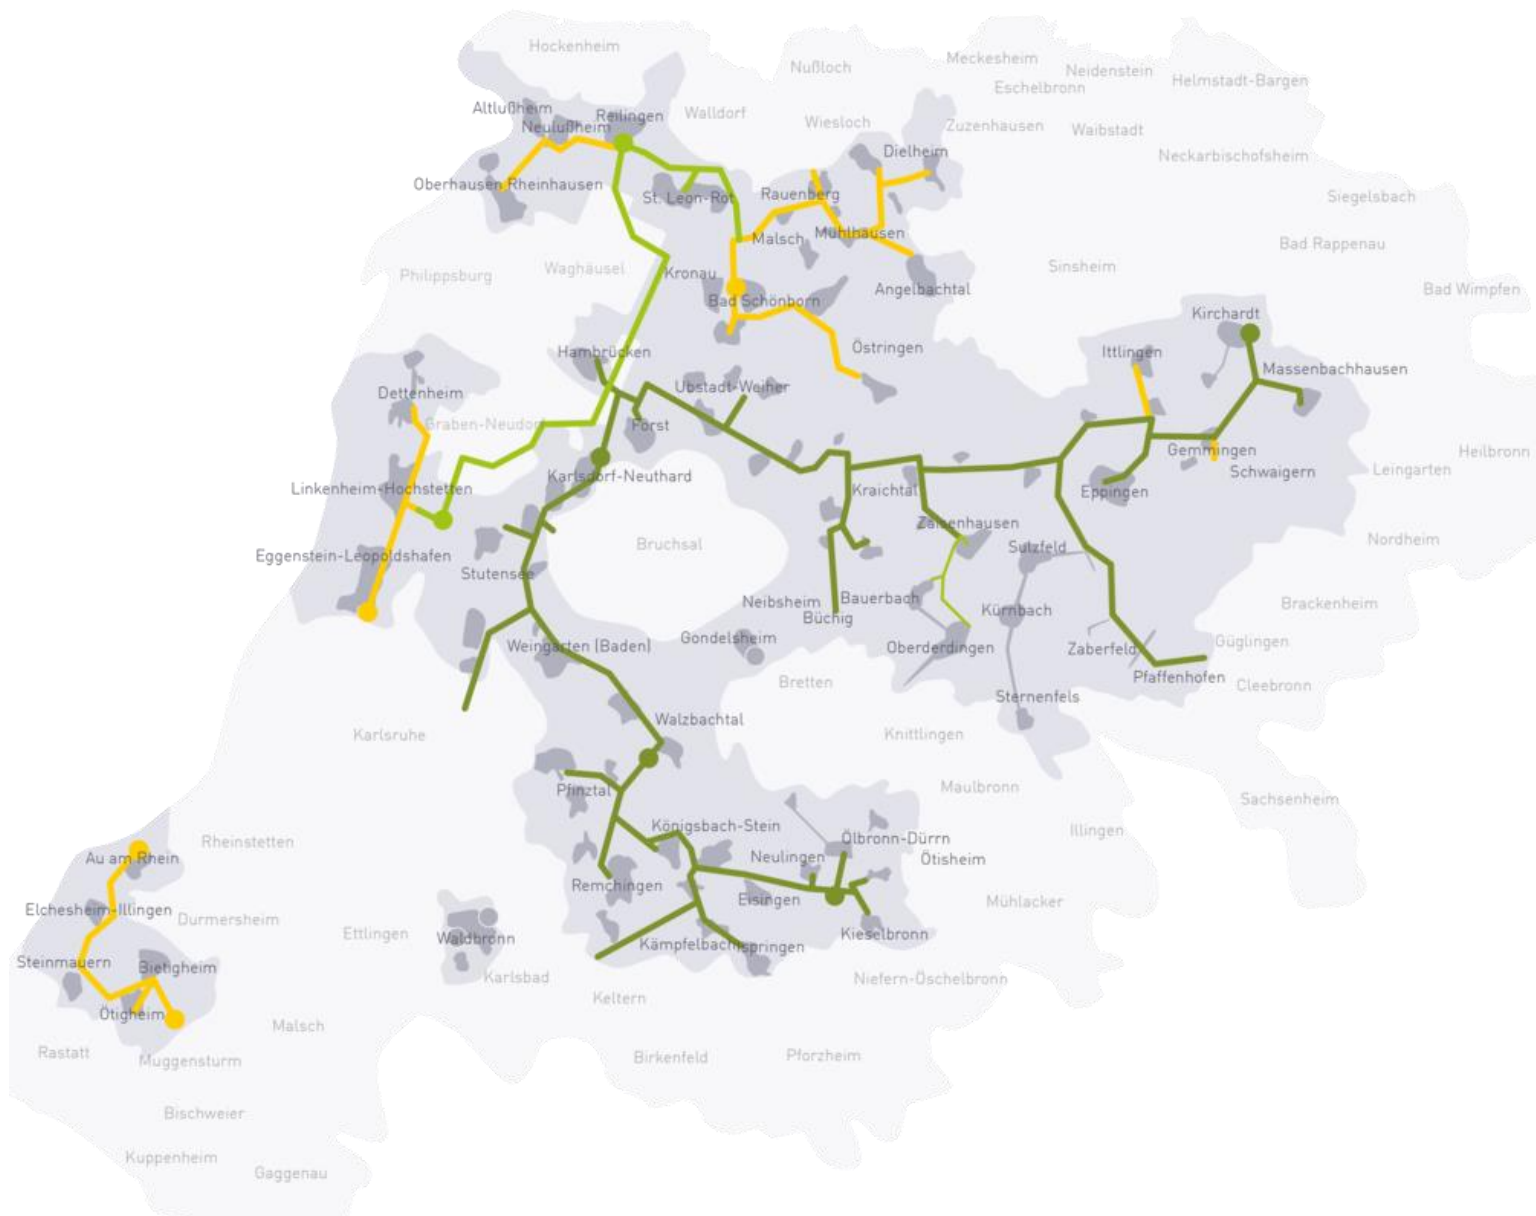 Hockenheim
Nußloch
Meckesheim
Neidenstein
Helmstadt-Bargen
Eschelbronn
Altlußheim
Reilingen
Walldorf
Wiesloch
Zuzenhausen
Waibstadt
Neulußheim
Dielheim
Neckarbischofsheim
Oberhausen Rheinhausen
St. Leon-Rot
Rauenberg
Siegelsbach
Malsch
Mühlhausen
Bad Rappenau
Philippsburg
Waghäusel
Kronau
Sinsheim
Angelbachtal
Bad Wimpfen
Bad Schönborn
Kirchardt
Hambrücken
Östringen
Ittlingen
Massenbachhausen
Dettenheim
Ubstadt-Weiher
Graben-Neudorf
Forst
Gemmingen
Heilbronn
Schwaigern
Leingarten
Karlsdorf-Neuthard
Linkenheim-Hochstetten
Kraichtal
Eppingen
Zaisenhausen
Nordheim
Bruchsal
Sulzfeld
Eggenstein-Leopoldshafen
Stutensee
Neibsheim
Bauerbach
Kürnbach
Brackenheim
Büchig
Gondelsheim
Weingarten (Baden)
Oberderdingen
Zaberfeld
Güglingen
Pfaffenhofen
Bretten
Cleebronn
Sternenfels
Walzbachtal
Karlsruhe
Knittlingen
Maulbronn
Pfinztal
Sachsenheim
Königsbach-Stein
Illingen
Rheinstetten
Ölbronn-Dürrn
Au am Rhein
Neulingen
Ötisheim
Remchingen
Eisingen
Mühlacker
Elchesheim-Illingen
Durmersheim
Ettlingen
Waldbronn
Kieselbronn
Kämpfelbach
Ispringen
Steinmauern
Bietigheim
Karlsbad
Niefern-Öschelbronn
Keltern
Ötigheim
Malsch
Rastatt
Muggensturm
Birkenfeld
Pforzheim
Bischweier
Kuppenheim
Gaggenau